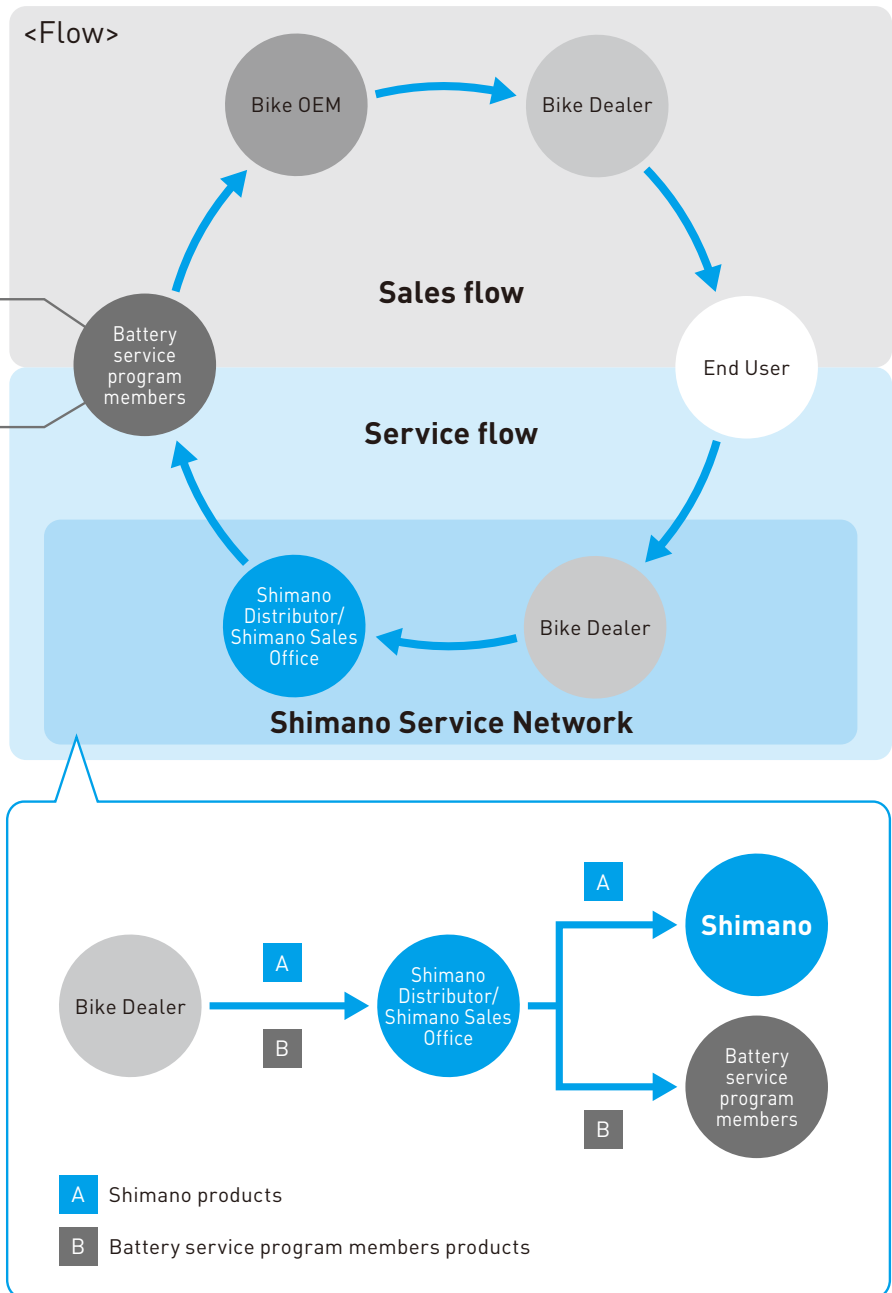 <Flow>
Bike OEM
Bike Dealer
Sales flow
Battery
service
program
members
End User
Service flow
Shimano
Distributor/
Shimano Sales
Office
Bike Dealer
Shimano Service Network
A
Shimano
A
Bike Dealer
Shimano
Distributor/
Shimano Sales
Office
B
Battery
service
program
members
B
A Shimano products
B Battery service program members products